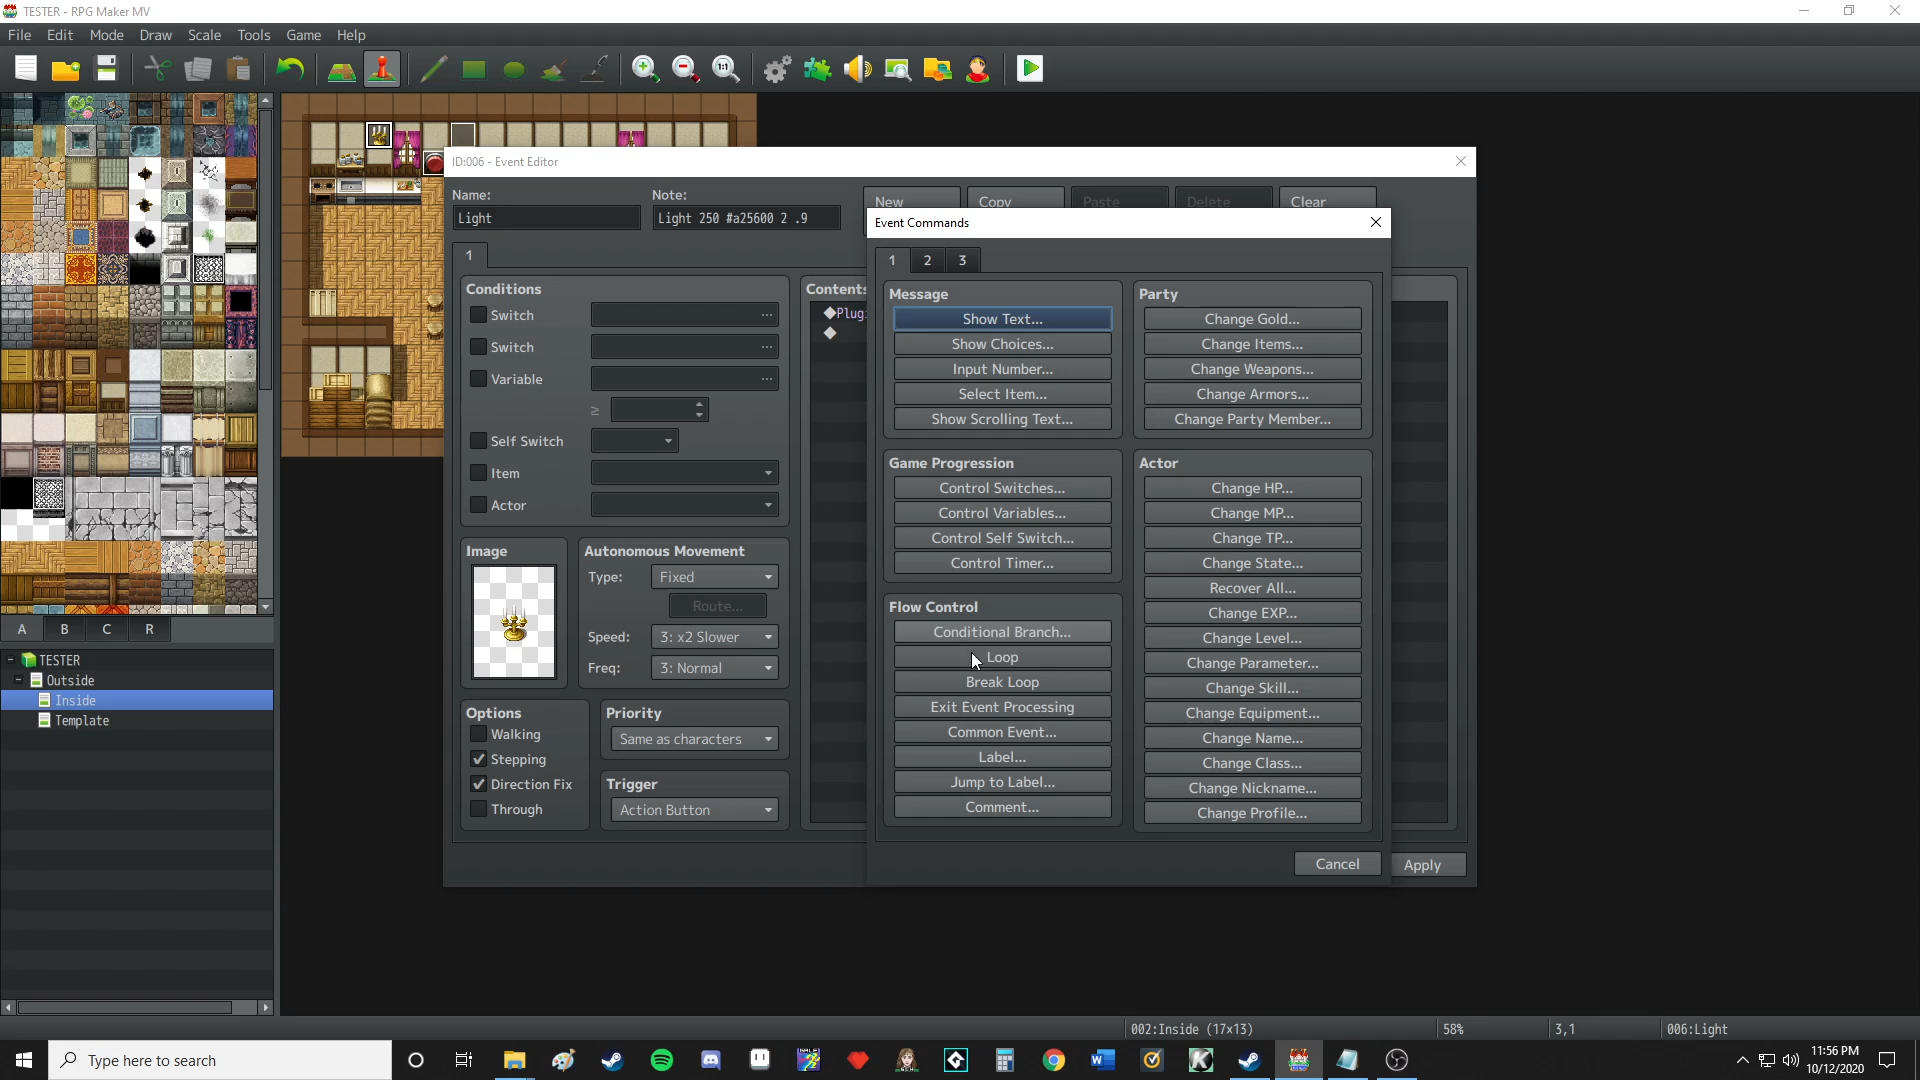 TESTER - RPG Maker MV
File Edit Mode Draw Scale Tools Game Help
1:1
ID:006 - Event Editor
Name:
Note:
Light
Light 250 #a25600 2 .9
New
Copy
Paste
Delete
Clear
1
Conditions
Switch ...
Switch ...
Variable ...
≥
Self Switch
Item
Actor
Image
Autonomous Movement
Type: Fixed
Route...
Speed: 3: x2 Slower
Freq: 3: Normal
Options
Walking
Stepping
Direction Fix
Through
Priority
Same as characters
Trigger
Action Button
Contents
◆Plugi
◆
Event Commands
1 2 3
Message
Show Text...
Show Choices...
Input Number...
Select Item...
Show Scrolling Text...
Game Progression
Control Switches...
Control Variables...
Control Self Switch...
Control Timer...
Flow Control
Conditional Branch...
Loop
Break Loop
Exit Event Processing
Common Event...
Label...
Jump to Label...
Comment...
Party
Change Gold...
Change Items...
Change Weapons...
Change Armors...
Change Party Member...
Actor
Change HP...
Change MP...
Change TP...
Change State...
Recover All...
Change EXP...
Change Level...
Change Parameter...
Change Skill...
Change Equipment...
Change Name...
Change Class...
Change Nickname...
Change Profile...
Cancel
Apply
A B C R
TESTER
Outside
Inside
Template
002:Inside (17x13)
58%
3,1
006:Light
Type here to search
11:56 PM
10/12/2020